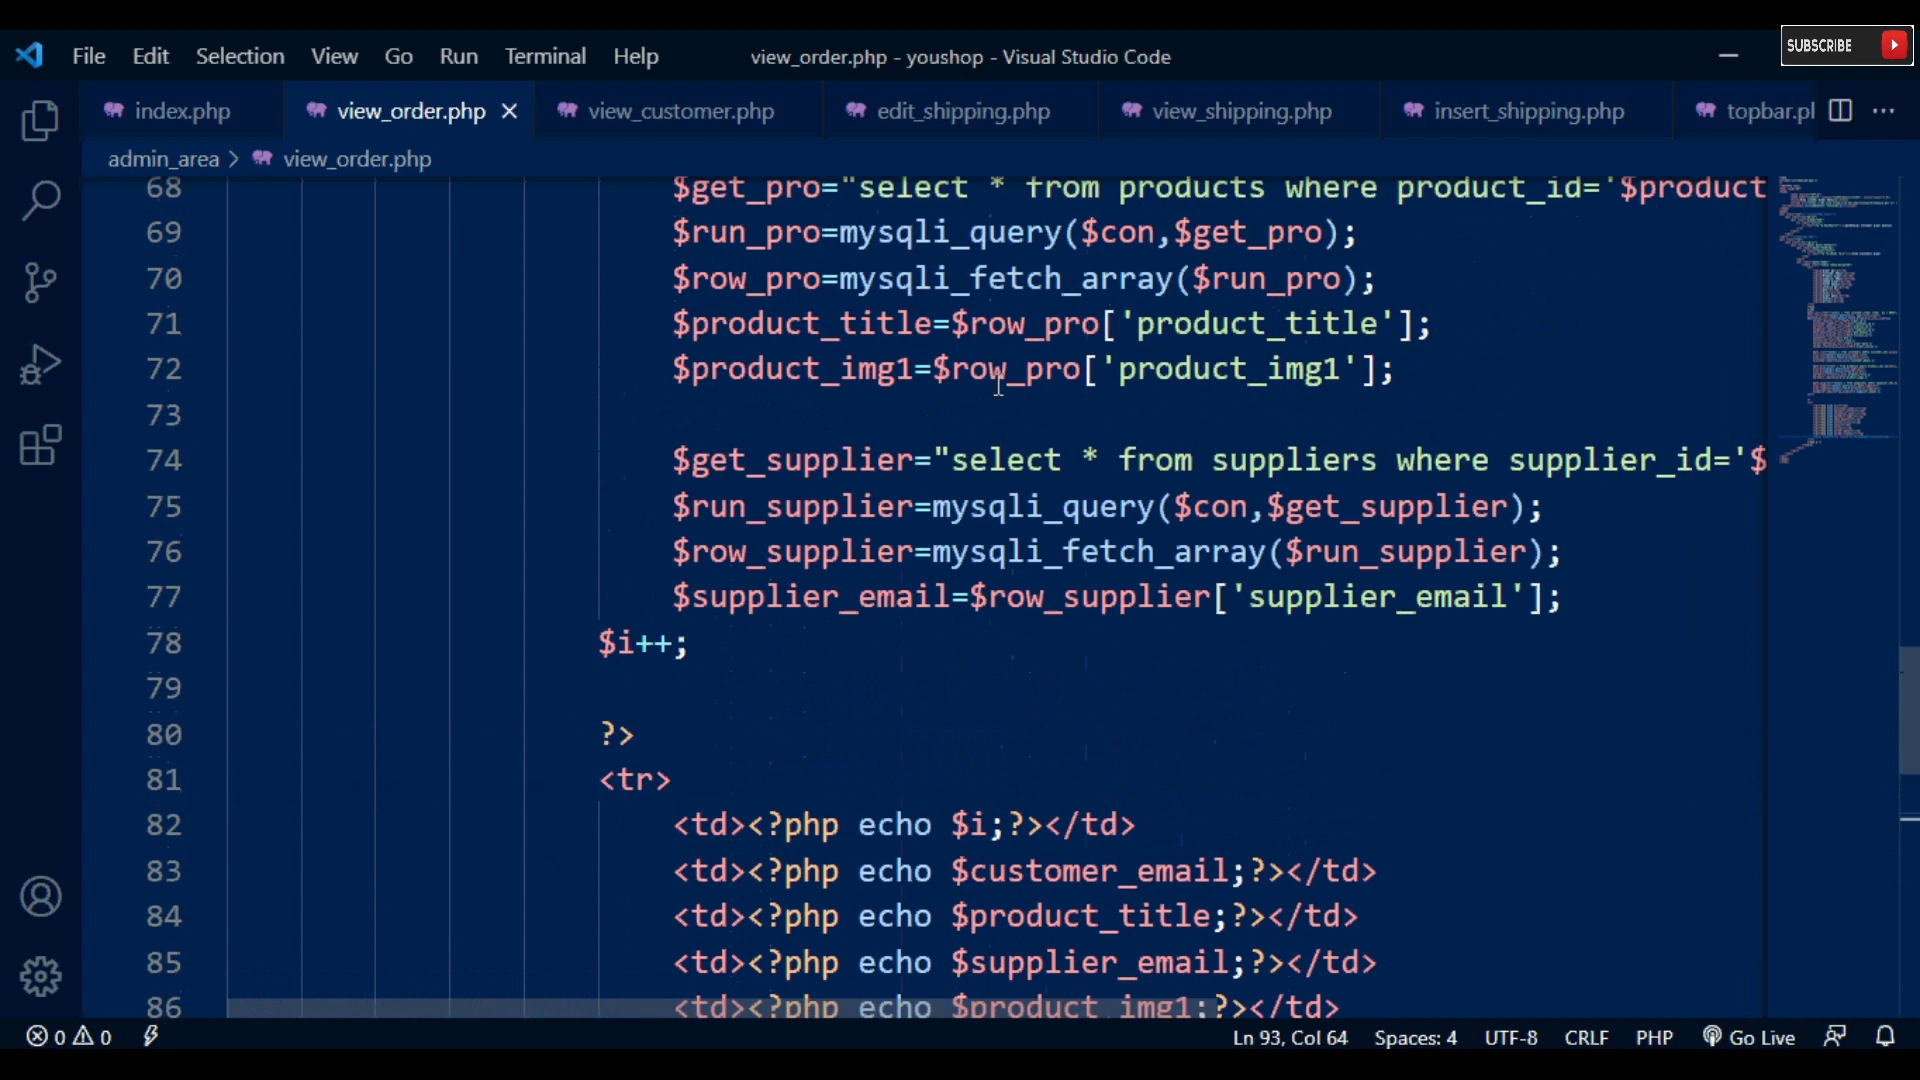 SUBSCRIBE
File Edit Selection View Go Run Terminal Help view_order.php - youshop - Visual Studio Code
index.php view_order.php view_customer.php edit_shipping.php view_shipping.php insert_shipping.php topbar.pl
admin_area > view_order.php
68 $get_pro="select * from products where product_id='$product
69 $run_pro=mysqli_query($con,$get_pro);
70 $row_pro=mysqli_fetch_array($run_pro);
71 $product_title=$row_pro['product_title'];
72 $product_img1=$row_pro['product_img1'];
73
74 $get_supplier="select * from suppliers where supplier_id='$
75 $run_supplier=mysqli_query($con,$get_supplier);
76 $row_supplier=mysqli_fetch_array($run_supplier);
77 $supplier_email=$row_supplier['supplier_email'];
78 $i++;
79
80 ?>
81 <tr>
82 <td><?php echo $i;?></td>
83 <td><?php echo $customer_email;?></td>
84 <td><?php echo $product_title;?></td>
85 <td><?php echo $supplier_email;?></td>
86 <td><?php echo $product_img1;?></td>
0 0 Ln 93, Col 64 Spaces: 4 UTF-8 CRLF PHP Go Live